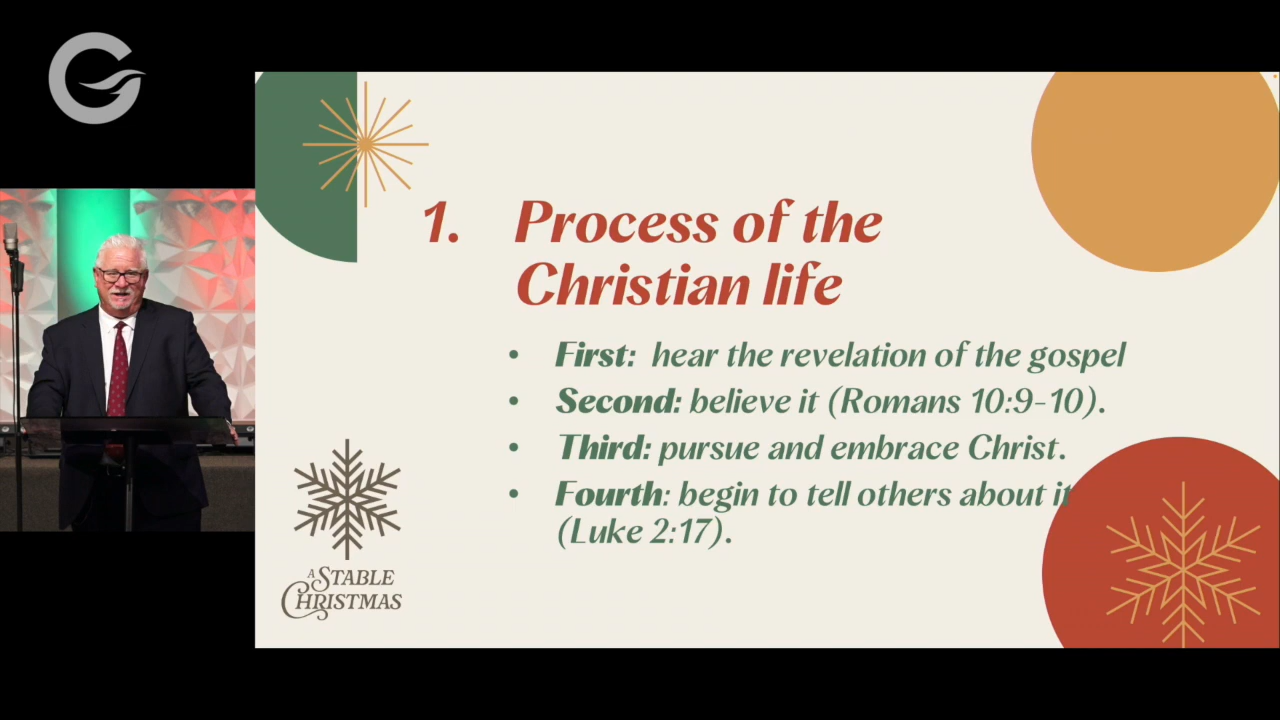 1. Process of the
Christian life
• First: hear the revelation of the gospel
• Second: believe it (Romans 10:9-10).
• Third: pursue and embrace Christ.
• Fourth: begin to tell others about it
(Luke 2:17).
A STABLE
CHRISTMAS